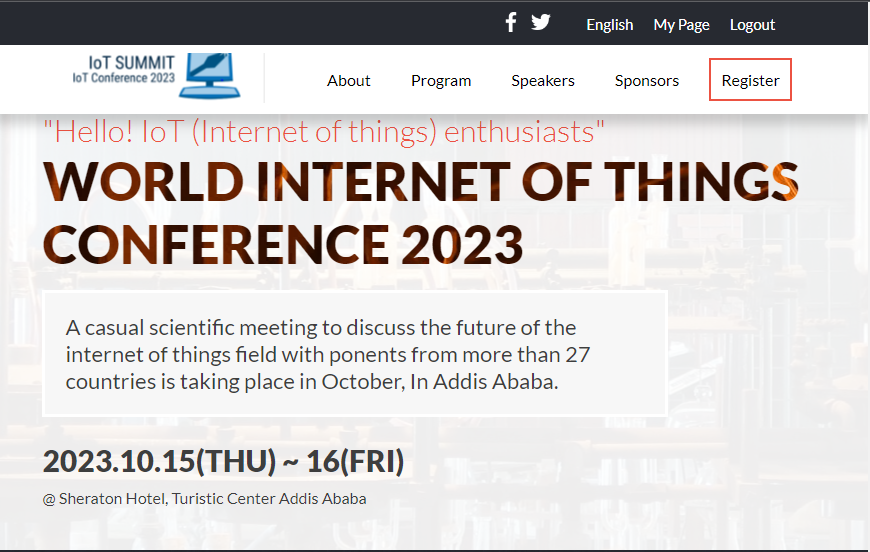 English My Page Logout
IoT SUMMIT
IoT Conference 2023
About Program Speakers Sponsors Register
"Hello! IoT (Internet of things) enthusiasts"
WORLD INTERNET OF THINGS
CONFERENCE 2023
A casual scientific meeting to discuss the future of the
internet of things field with ponents from more than 27
countries is taking place in October, In Addis Ababa.
2023.10.15(THU) ~ 16(FRI)
@ Sheraton Hotel, Turistic Center Addis Ababa